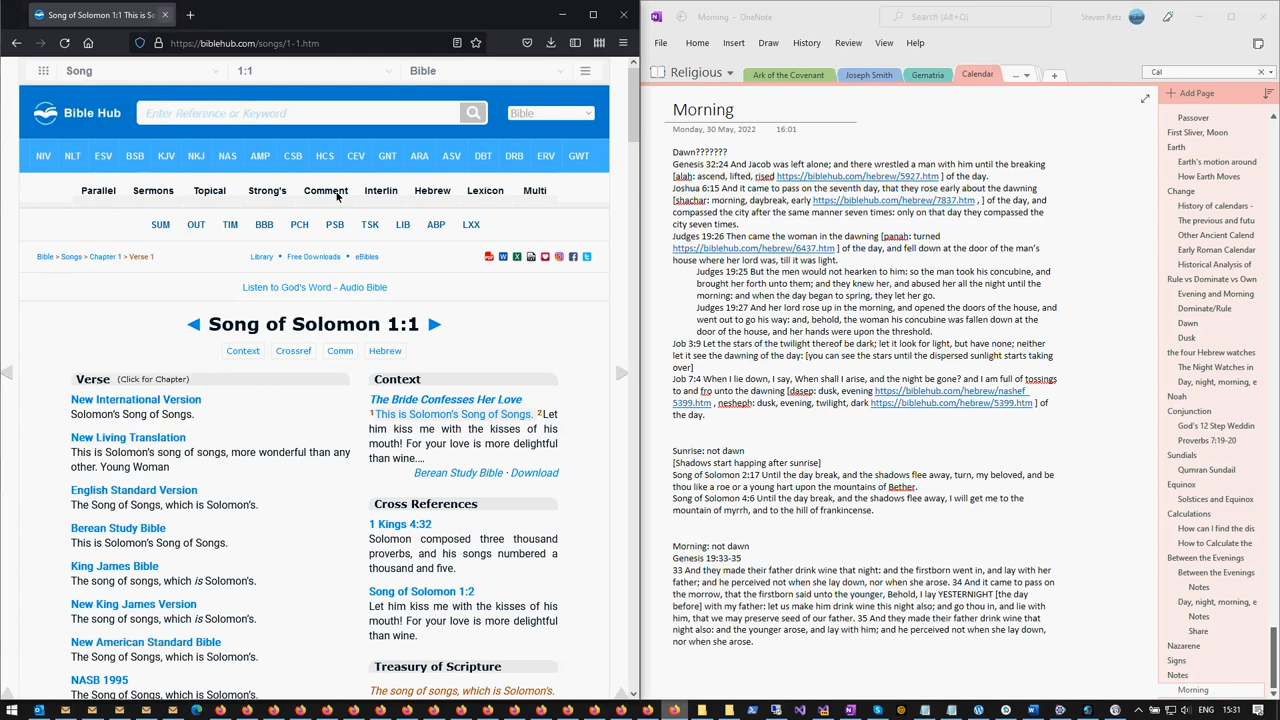 Song of Solomon 1:1 This is S
https://biblehub.com/songs/1-1.htm
Song
1:1
Bible
Bible Hub
Enter Reference or Keyword
Bible
NIV NLT ESV BSB KJV NKJ NAS AMP CSB HCS CEV GNT ARA ASV DBT DRB ERV GWT
Parallel Sermons Topical Strong's Comment Interlin Hebrew Lexicon Multi
SUM OUT TIM BBB PCH PSB TSK LIB ABP LXX
Bible > Songs > Chapter 1 > Verse 1
Library • Free Downloads • eBibles
Listen to God's Word - Audio Bible
◄ Song of Solomon 1:1 ►
Context Crossref Comm Hebrew
Verse (Click for Chapter)
New International Version
Solomon's Song of Songs.
New Living Translation
This is Solomon's song of songs, more wonderful than any
other. Young Woman
English Standard Version
The Song of Songs, which is Solomon's.
Berean Study Bible
This is Solomon's Song of Songs.
King James Bible
The song of songs, which is Solomon's.
New King James Version
The song of songs, which is Solomon's.
New American Standard Bible
The Song of Songs, which is Solomon's.
NASB 1995
The Song of Songs, which is Solomon's.
Context
The Bride Confesses Her Love
1This is Solomon's Song of Songs. 2Let
him kiss me with the kisses of his
mouth! For your love is more delightful
than wine....
Berean Study Bible · Download
Cross References
1 Kings 4:32
Solomon composed three thousand
proverbs, and his songs numbered a
thousand and five.
Song of Solomon 1:2
Let him kiss me with the kisses of his
mouth! For your love is more delightful
than wine.
Treasury of Scripture
The song of songs, which is Solomon's.
Morning - OneNote
Search (Alt+Q)
Steven Retz
File Home Insert Draw History Review View Help
Religious
Ark of the Covenant
Joseph Smith
Gematria
Calendar
Cal
Morning
Monday, 30 May, 2022 16:01
Dawn???????
Genesis 32:24 And Jacob was left alone; and there wrestled a man with him until the breaking
[alah: ascend, lifted, rised https://biblehub.com/hebrew/5927.htm ] of the day.
Joshua 6:15 And it came to pass on the seventh day, that they rose early about the dawning
[shachar: morning, daybreak, early https://biblehub.com/hebrew/7837.htm , ] of the day, and
compassed the city after the same manner seven times: only on that day they compassed the
city seven times.
Judges 19:26 Then came the woman in the dawning [panah: turned
https://biblehub.com/hebrew/6437.htm ] of the day, and fell down at the door of the man's
house where her lord was, till it was light.
Judges 19:25 But the men would not hearken to him: so the man took his concubine, and
brought her forth unto them; and they knew her, and abused her all the night until the
morning: and when the day began to spring, they let her go.
Judges 19:27 And her lord rose up in the morning, and opened the doors of the house, and
went out to go his way: and, behold, the woman his concubine was fallen down at the
door of the house, and her hands were upon the threshold.
Job 3:9 Let the stars of the twilight thereof be dark; let it look for light, but have none; neither
let it see the dawning of the day: [you can see the stars until the dispersed sunlight starts taking
over]
Job 7:4 When I lie down, I say, When shall I arise, and the night be gone? and I am full of tossings
to and fro unto the dawning [dasep: dusk, evening https://biblehub.com/hebrew/nashef_
5399.htm , nesheph: dusk, evening, twilight, dark https://biblehub.com/hebrew/5399.htm ] of
the day.
Sunrise: not dawn
[Shadows start happening after sunrise]
Song of Solomon 2:17 Until the day break, and the shadows flee away, turn, my beloved, and be
thou like a roe or a young hart upon the mountains of Bether.
Song of Solomon 4:6 Until the day break, and the shadows flee away, I will get me to the
mountain of myrrh, and to the hill of frankincense.
Morning: not dawn
Genesis 19:33-35
33 And they made their father drink wine that night: and the firstborn went in, and lay with her
father; and he perceived not when she lay down, nor when she arose. 34 And it came to pass on
the morrow, that the firstborn said unto the younger, Behold, I lay YESTERNIGHT [the day
before] with my father: let us make him drink wine this night also; and go thou in, and lie with
him, that we may preserve seed of our father. 35 And they made their father drink wine that
night also: and the younger arose, and lay with him; and he perceived not when she lay down,
nor when she arose.
Add Page
Passover
First Sliver, Moon
Earth
Earth's motion around
How Earth Moves
Change
History of calendars -
The previous and futu
Other Ancient Calend
Early Roman Calendar
Historical Analysis of
Rule vs Dominate vs Own
Evening and Morning
Dominate/Rule
Dawn
Dusk
the four Hebrew watches
The Night Watches in
Day, night, morning, e
Noah
Conjunction
God's 12 Step Weddin
Proverbs 7:19-20
Sundials
Qumran Sundail
Equinox
Solstices and Equinox
Calculations
How can I find the dis
How to Calculate the
Between the Evenings
Between the Evenings
Notes
Day, night, morning, e
Notes
Share
Nazarene
Signs
Notes
Morning
ENG 15:31